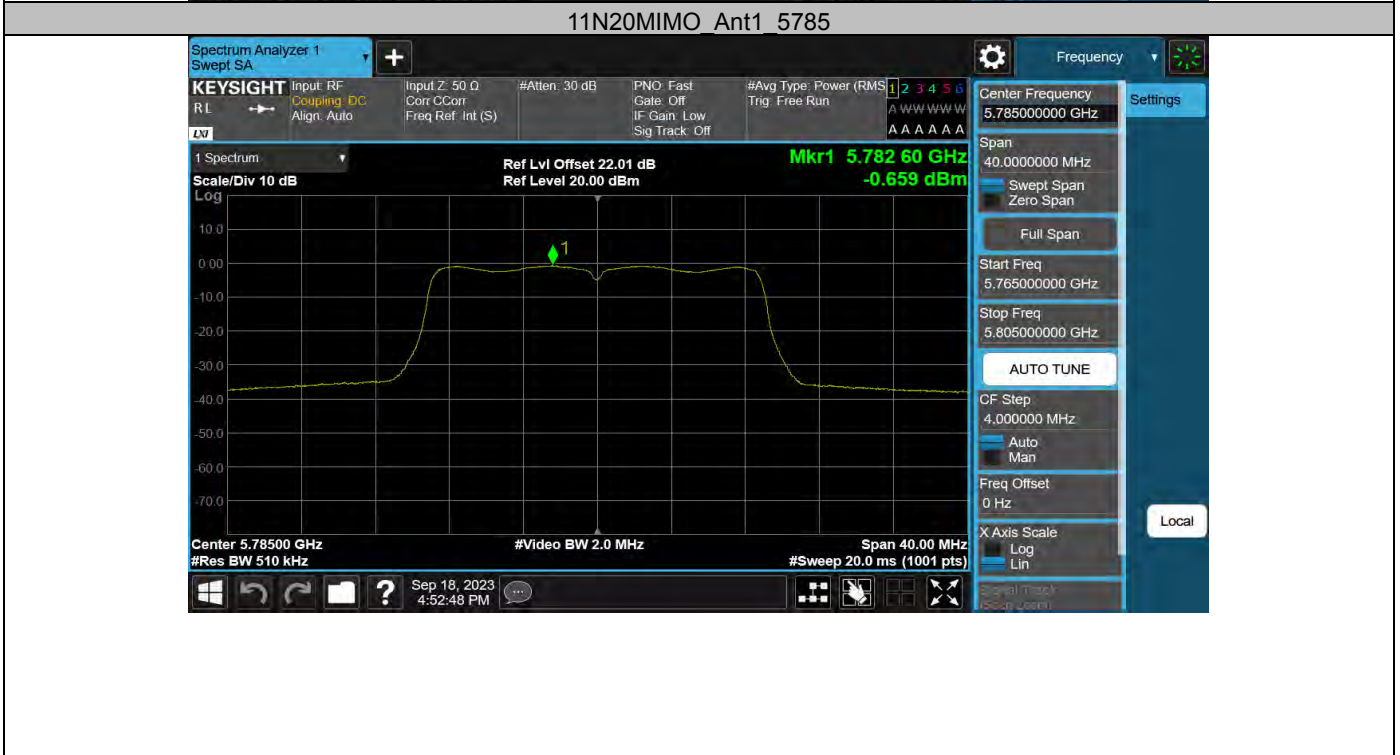 11N20MIMO_Ant1_5785
Spectrum Analyzer 1
Swept SA
Frequency
KEYSIGHT
RL
LXI
Input: RF
Coupling: DC
Align: Auto
Input Z: 50 Ω
Corr CCorr
Freq Ref: Int (S)
#Atten: 30 dB
PNO: Fast
Gate: Off
IF Gain: Low
Sig Track: Off
#Avg Type: Power (RMS
Trig: Free Run
1 2 3 4 5 6
A W W W W W
A A A A A A
1 Spectrum
Scale/Div 10 dB
Log
Ref Lvl Offset 22.01 dB
Ref Level 20.00 dBm
Mkr1 5.782 60 GHz
-0.659 dBm
1
10.0
0.00
-10.0
-20.0
-30.0
-40.0
-50.0
-60.0
-70.0
Center 5.78500 GHz
#Res BW 510 kHz
#Video BW 2.0 MHz
Span 40.00 MHz
#Sweep 20.0 ms (1001 pts)
Sep 18, 2023
4:52:48 PM
Center Frequency
5.785000000 GHz
Span
40.0000000 MHz
Swept Span
Zero Span
Full Span
Start Freq
5.765000000 GHz
Stop Freq
5.805000000 GHz
AUTO TUNE
CF Step
4.000000 MHz
Auto
Man
Freq Offset
0 Hz
X Axis Scale
Log
Lin
Settings
Local